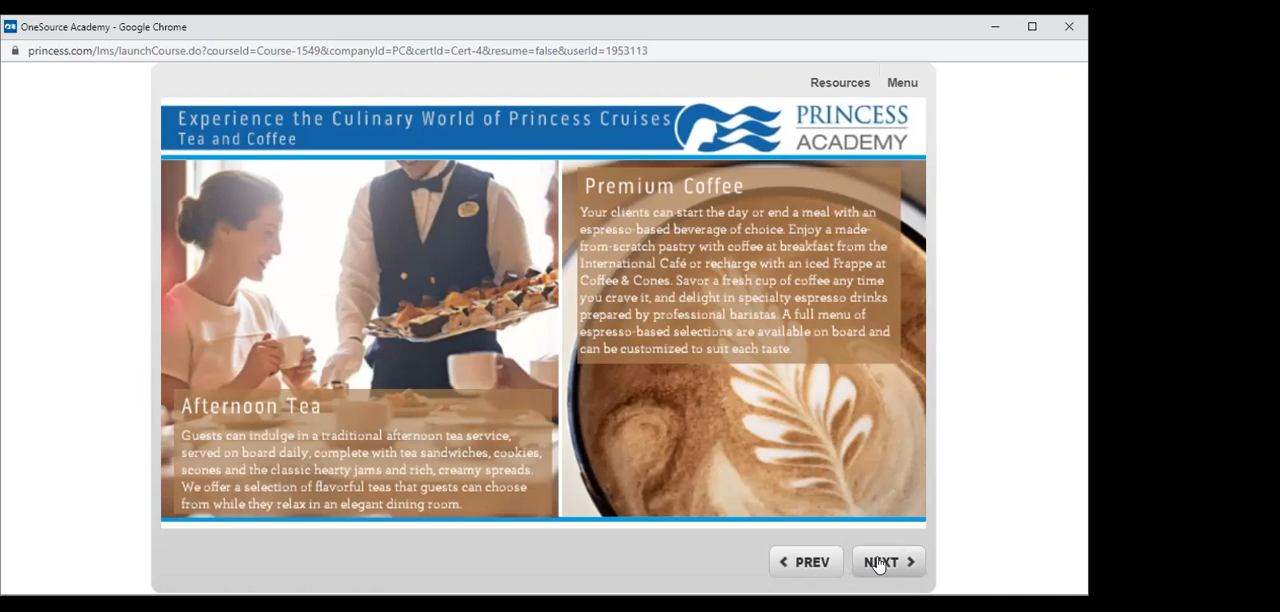 OneSource Academy - Google Chrome
princess.com/lms/launchCourse.do?courseId=Course-1549&companyId=PC&certId=Cert-4&resume=false&userId=1953113
Resources Menu
Experience the Culinary World of Princess Cruises
Tea and Coffee
PRINCESS
ACADEMY
Premium Coffee
Your clients can start the day or end a meal with an
espresso-based beverage of choice. Enjoy a made-
from-scratch pastry with coffee at breakfast from the
International Café or recharge with an iced Frappe at
Coffee & Cones. Savor a fresh cup of coffee any time
you crave it, and delight in specialty espresso drinks
prepared by professional baristas. A full menu of
espresso-based selections are available on board and
can be customized to suit each taste.
Afternoon Tea
Guests can indulge in a traditional afternoon tea service,
served on board daily, complete with tea sandwiches, cookies,
scones and the classic hearty jams and rich, creamy spreads.
We offer a selection of flavorful teas that guests can choose
from while they relax in an elegant dining room.
PREV NEXT